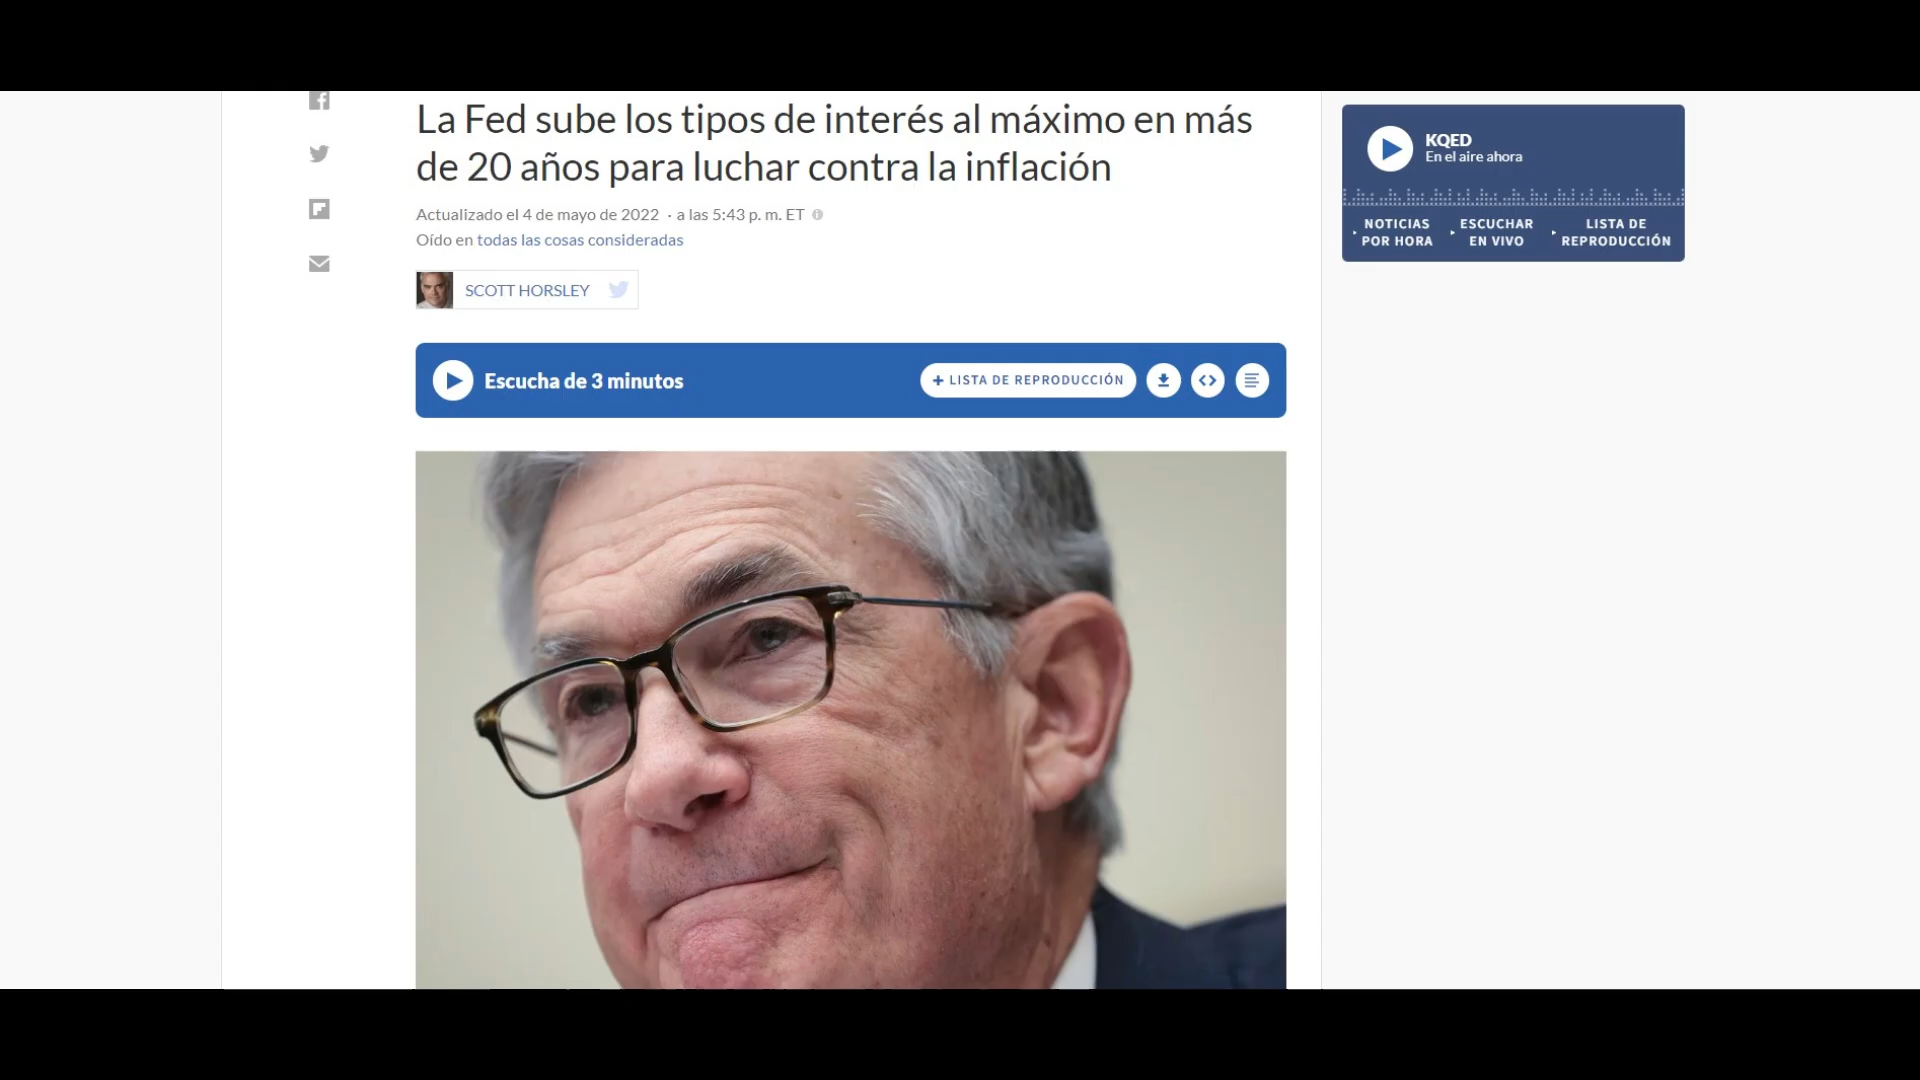 La Fed sube los tipos de interés al máximo en más
de 20 años para luchar contra la inflación
Actualizado el 4 de mayo de 2022 · a las 5:43 p. m. ET
Oído en todas las cosas consideradas
SCOTT HORSLEY
Escucha de 3 minutos
+ LISTA DE REPRODUCCIÓN
KQED
En el aire ahora
NOTICIAS
POR HORA
ESCUCHAR
EN VIVO
LISTA DE
REPRODUCCIÓN